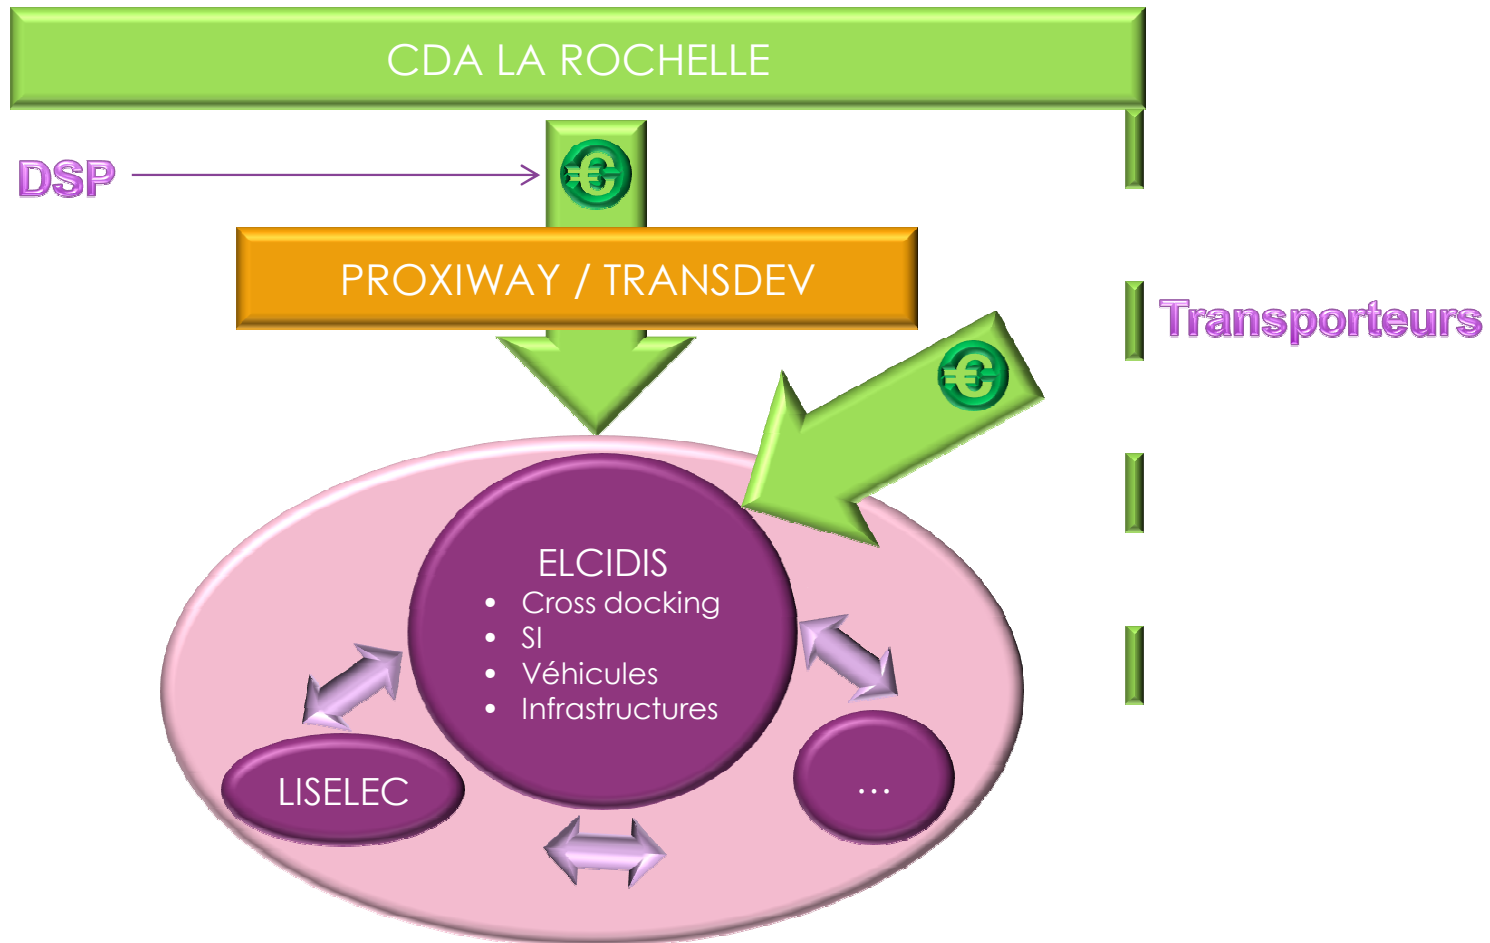 CDA LA ROCHELLE
€
DSP
PROXIWAY / TRANSDEV
Transporteurs
€
ELCIDIS
• Cross docking
• SI
• Véhicules
• Infrastructures
LISELEC
...